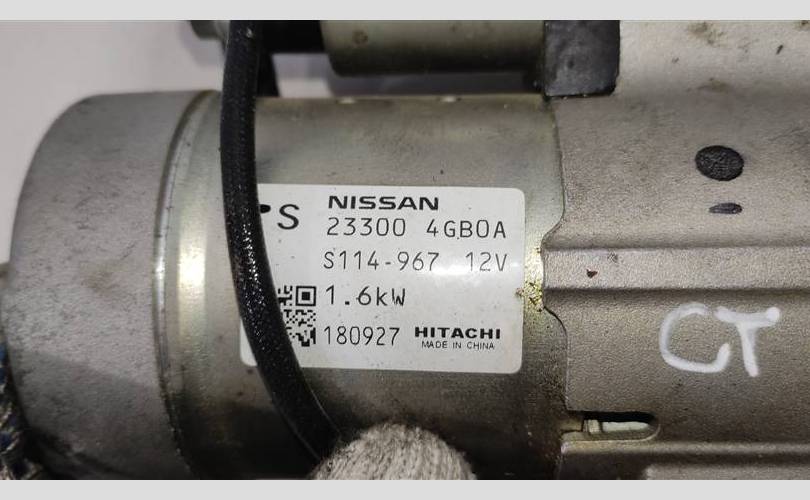 S NISSAN
23300 4GB0A
S114-967 12V
1.6kW
180927 HITACHI
MADE IN CHINA
CT